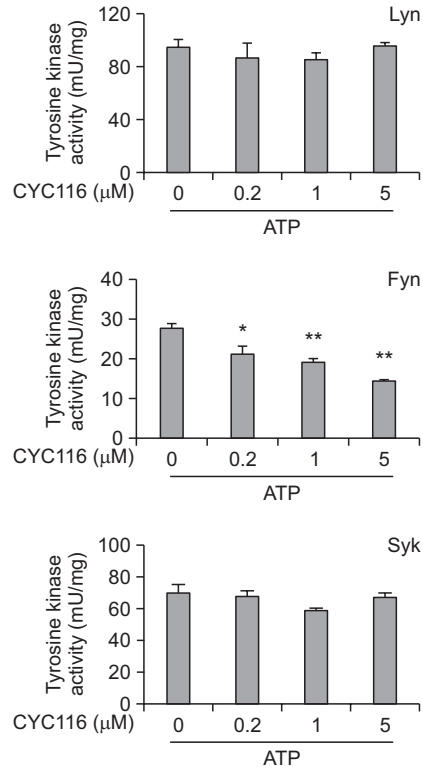 Lyn
Tyrosine kinase
activity (mU/mg)
120
80
40
0
CYC116 (μM) 0 0.2 1 5
ATP
Fyn
Tyrosine kinase
activity (mU/mg)
40
30
20
10
0
* ** **
CYC116 (μM) 0 0.2 1 5
ATP
Syk
Tyrosine kinase
activity (mU/mg)
100
80
60
40
20
0
CYC116 (μM) 0 0.2 1 5
ATP